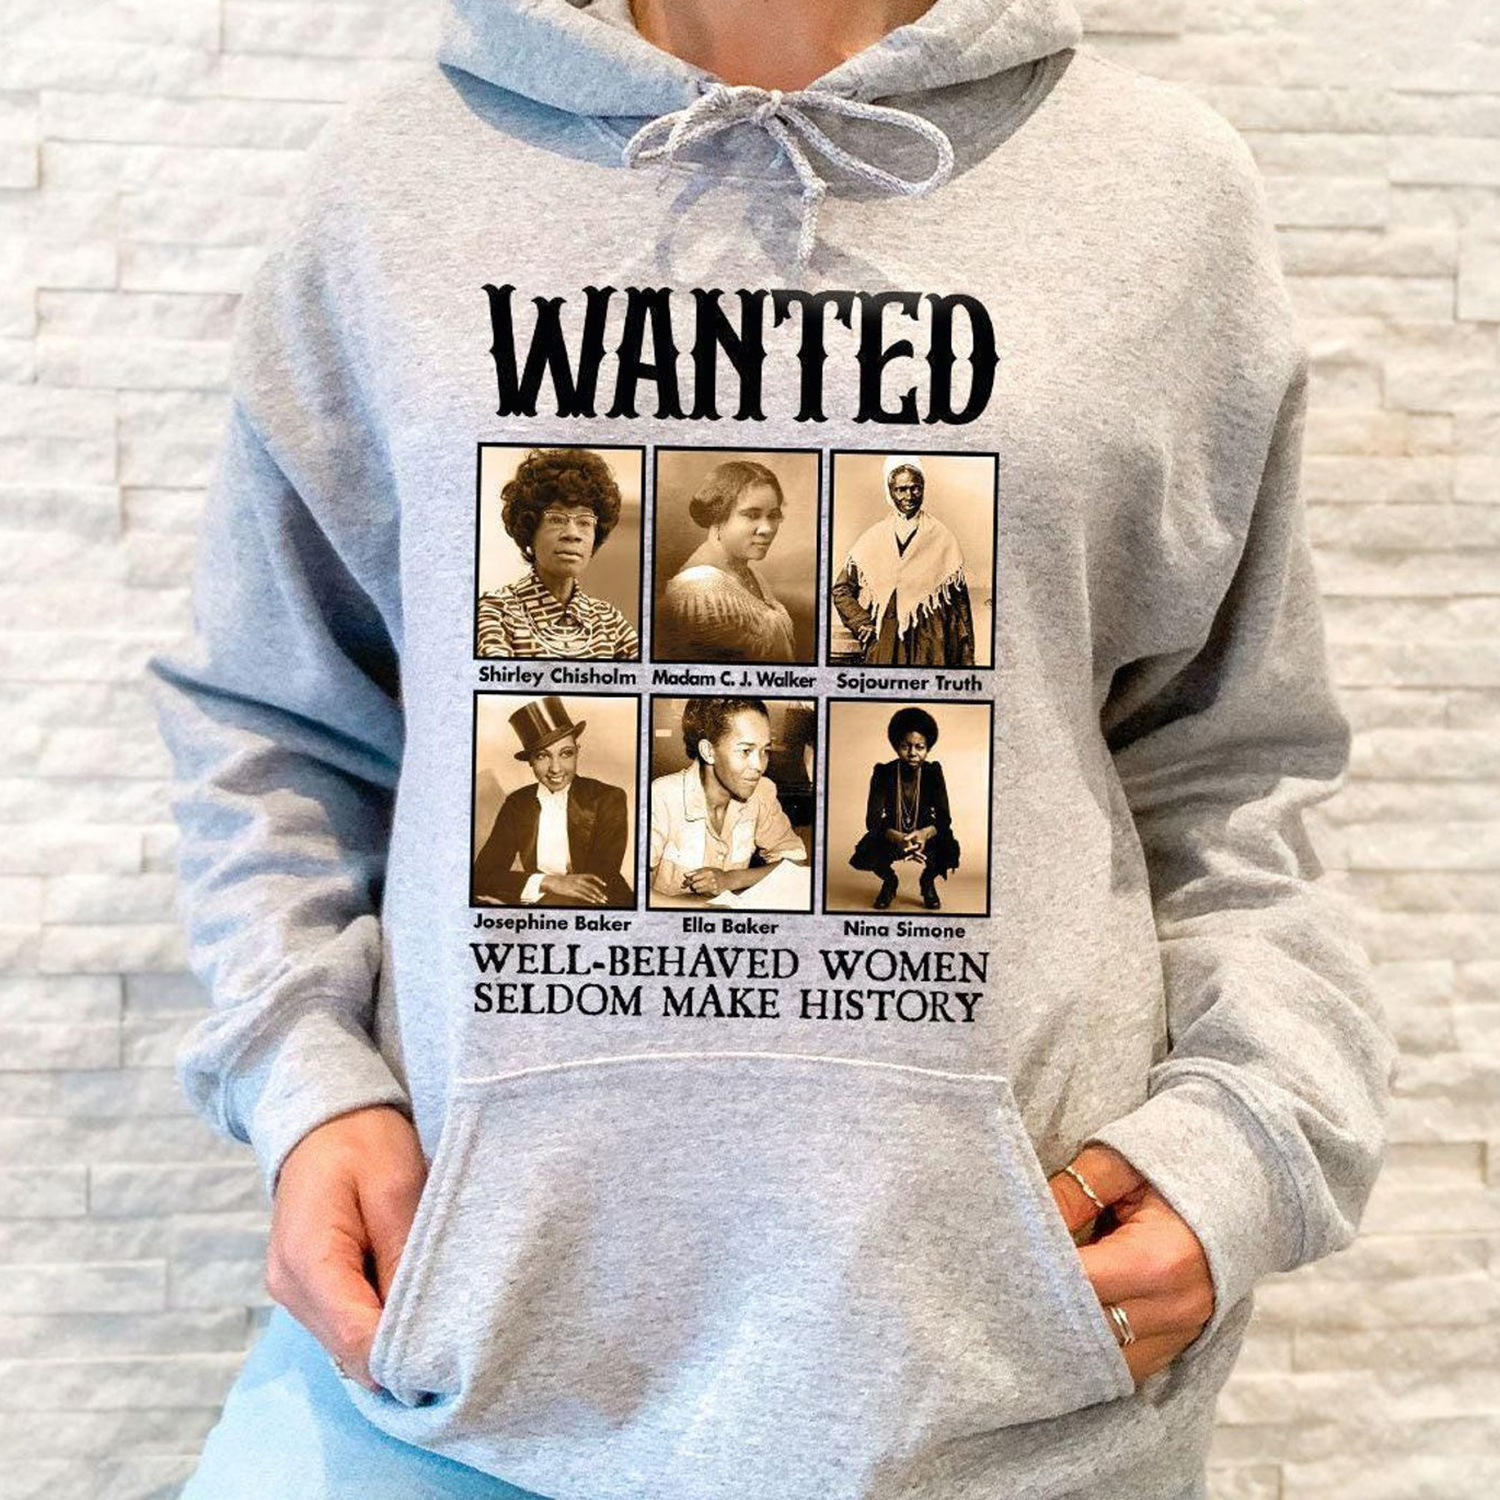 WANTED
Shirley Chisholm Madam C. J. Walker Sojourner Truth
Josephine Baker Ella Baker Nina Simone
WELL-BEHAVED WOMEN
SELDOM MAKE HISTORY